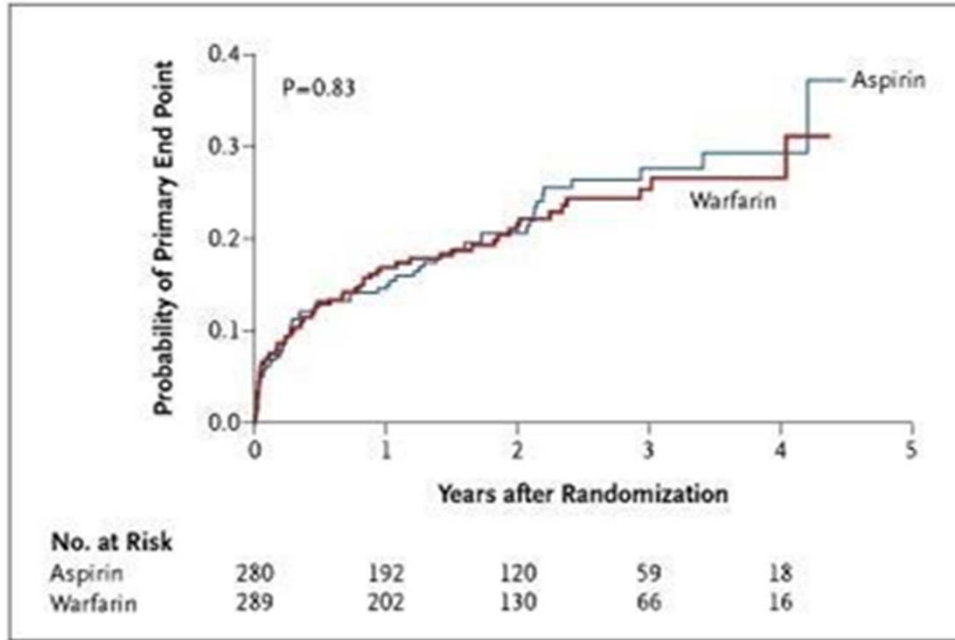 Probability of Primary End Point
0.4
0.3
0.2
0.1
0.0
P=0.83
Aspirin
Warfarin
0 1 2 3 4 5
Years after Randomization
No. at Risk
Aspirin 280 192 120 59 18
Warfarin 289 202 130 66 16